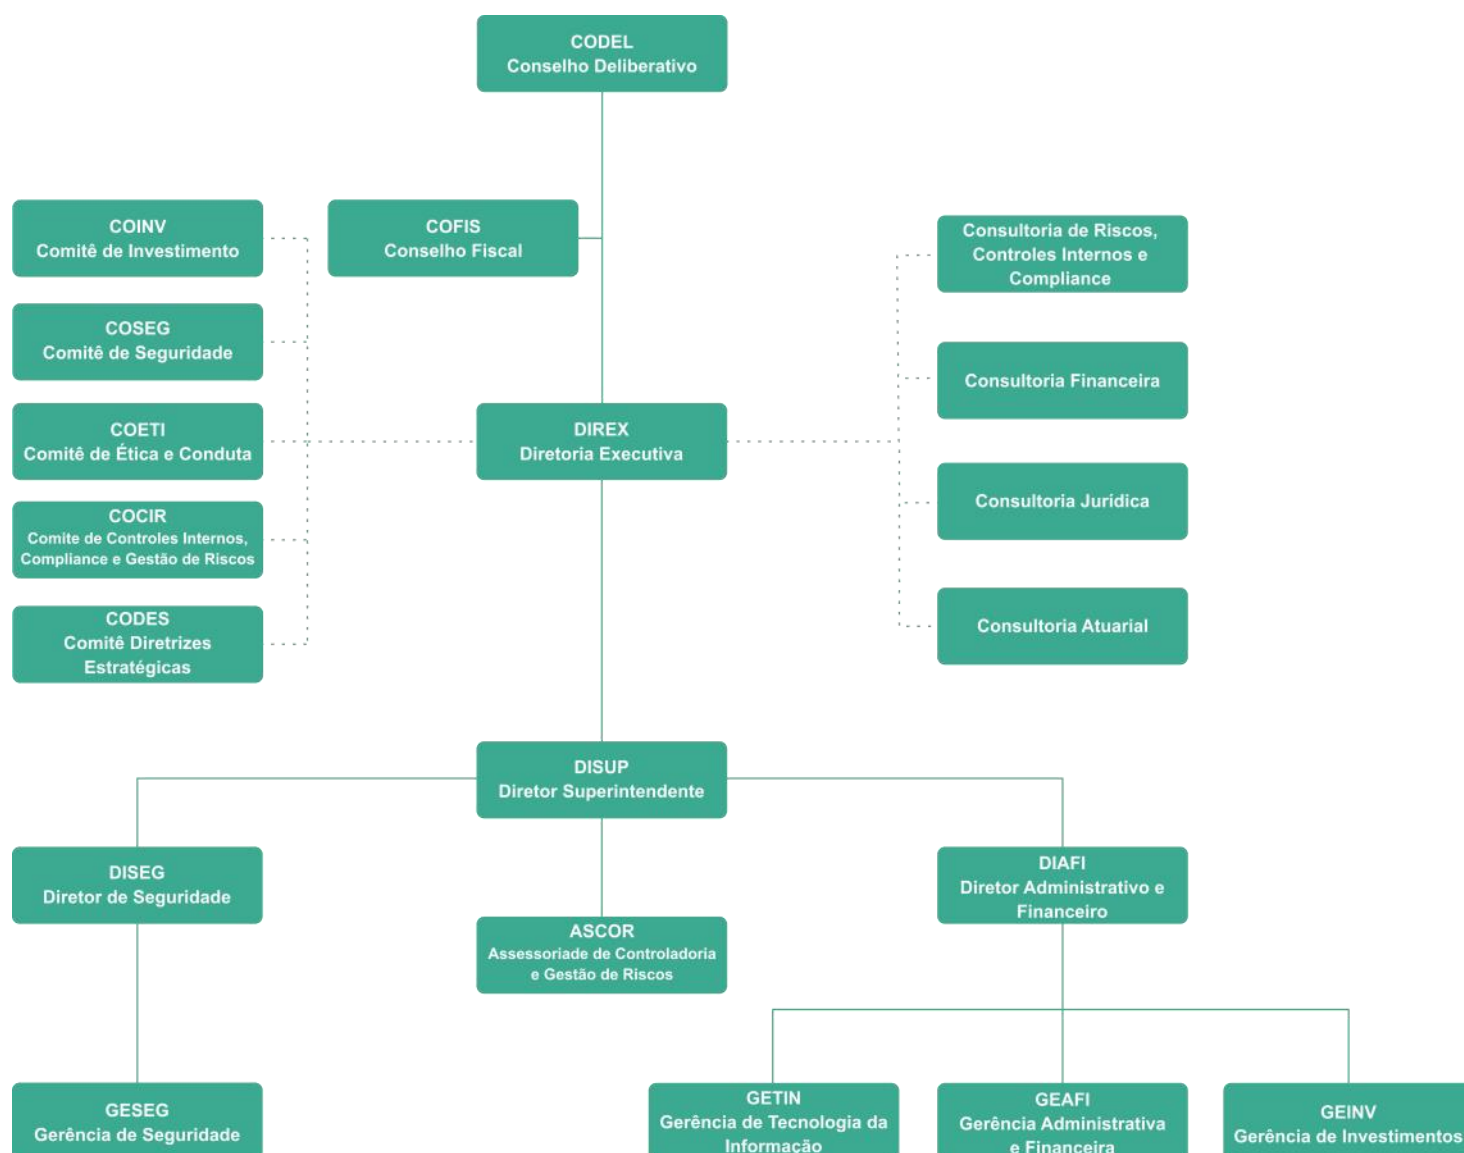 CODEL
Conselho Deliberativo
COINV
Comitê de Investimento
COFIS
Conselho Fiscal
Consultoria de Riscos,
Controles Internos e
Compliance
COSEG
Comitê de Seguridade
Consultoria Financeira
COETI
Comitê de Ética e Conduta
DIREX
Diretoria Executiva
Consultoria Jurídica
COCIR
Comite de Controles Internos,
Compliance e Gestão de Riscos
CODES
Comitê Diretrizes
Estratégicas
Consultoria Atuarial
DISUP
Diretor Superintendente
DISEG
Diretor de Seguridade
DIAFI
Diretor Administrativo e
Financeiro
ASCOR
Assessoriade de Controladoria
e Gestão de Riscos
GESEG
Gerência de Seguridade
GETIN
Gerência de Tecnologia da
Informação
GEAFI
Gerência Administrativa
e Financeira
GEINV
Gerência de Investimentos